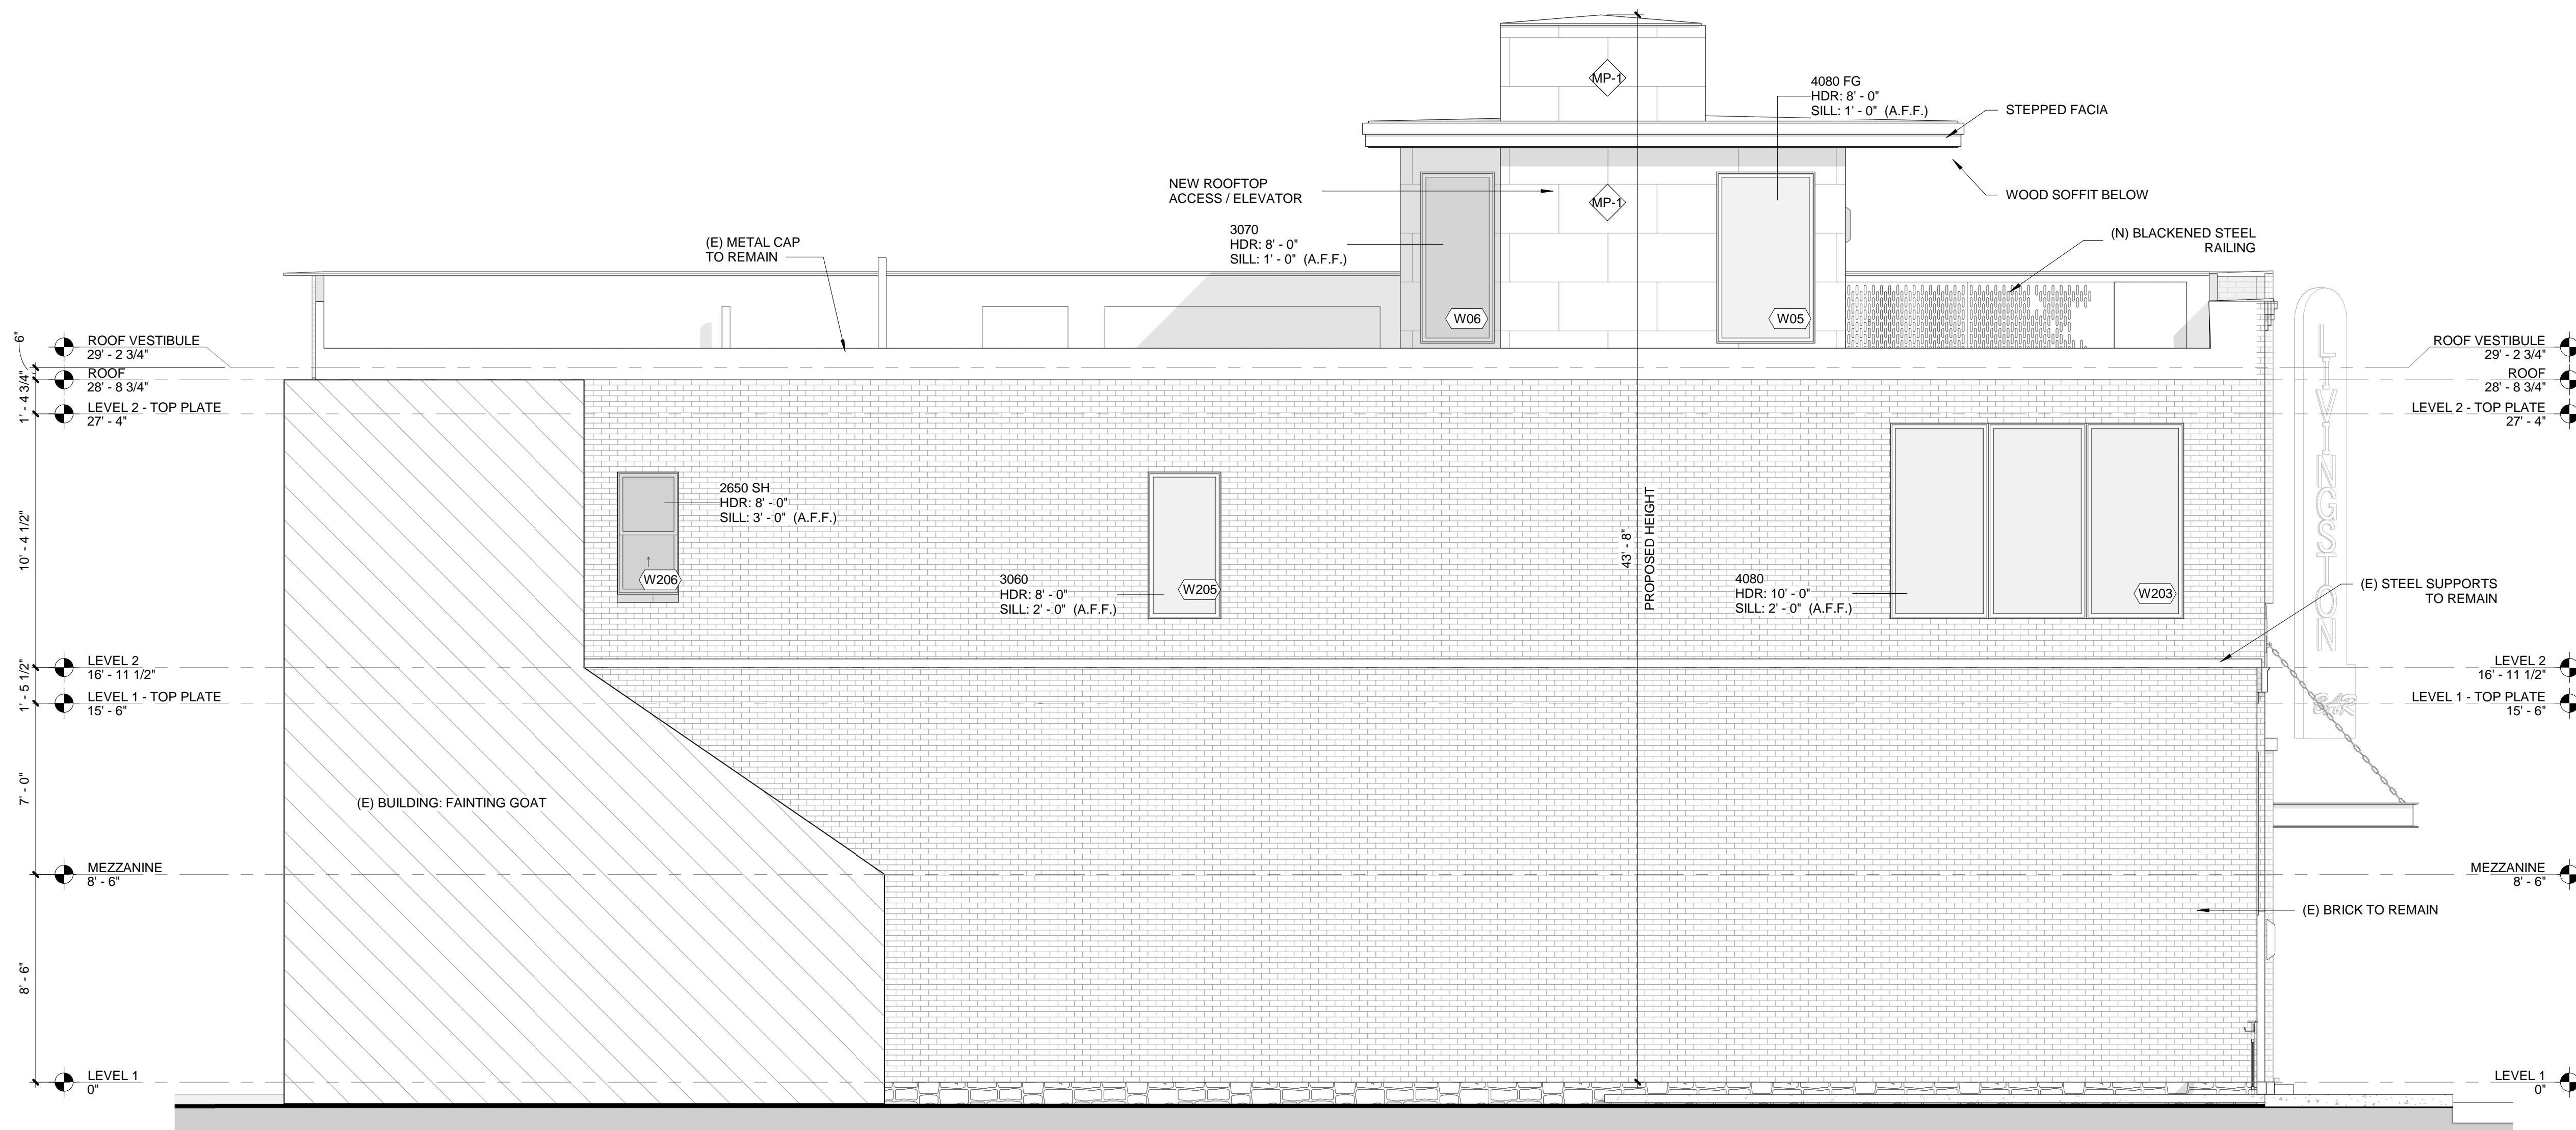 MP-1
4080 FG
HDR: 8' - 0"
SILL: 1' - 0" (A.F.F.)
STEPPED FACIA
NEW ROOFTOP
ACCESS / ELEVATOR
MP-1
WOOD SOFFIT BELOW
3070
HDR: 8' - 0"
SILL: 1' - 0" (A.F.F.)
(E) METAL CAP
TO REMAIN
(N) BLACKENED STEEL
RAILING
W06
W05
6"
ROOF VESTIBULE
29' - 2 3/4"
ROOF
28' - 8 3/4"
1' - 4 3/4"
LEVEL 2 - TOP PLATE
27' - 4"
ROOF VESTIBULE
29' - 2 3/4"
ROOF
28' - 8 3/4"
LEVEL 2 - TOP PLATE
27' - 4"
LIVINGSTON
BAR
2650 SH
HDR: 8' - 0"
SILL: 3' - 0" (A.F.F.)
W206
10' - 4 1/2"
3060
HDR: 8' - 0"
SILL: 2' - 0" (A.F.F.)
W205
43' - 8"
PROPOSED HEIGHT
4080
HDR: 10' - 0"
SILL: 2' - 0" (A.F.F.)
W203
(E) STEEL SUPPORTS
TO REMAIN
LEVEL 2
16' - 11 1/2"
1' - 5 1/2"
LEVEL 1 - TOP PLATE
15' - 6"
LEVEL 2
16' - 11 1/2"
LEVEL 1 - TOP PLATE
15' - 6"
7' - 0"
(E) BUILDING: FAINTING GOAT
MEZZANINE
8' - 6"
MEZZANINE
8' - 6"
(E) BRICK TO REMAIN
8' - 6"
LEVEL 1
0"
LEVEL 1
0"